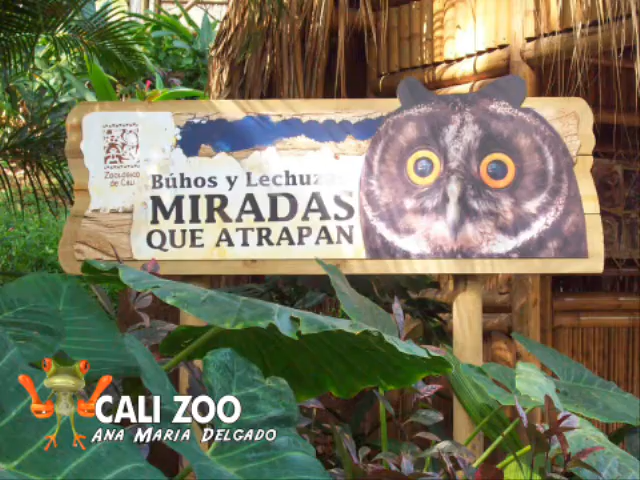 Zoológico
de Cali
Búhos y Lechuz
MIRADAS
QUE ATRAPAN
CALI ZOO
Ana Maria Delgado